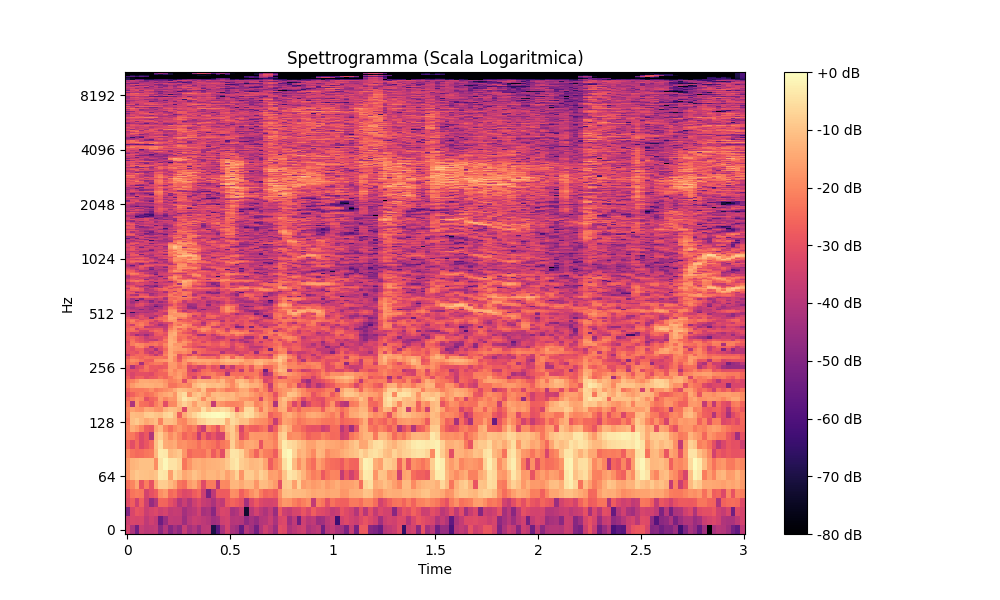 Spettrogramma (Scala Logaritmica)
8192
4096
2048
1024
512
256
128
64
0
Hz
0 0.5 1 1.5 2 2.5 3
Time
+0 dB
-10 dB
-20 dB
-30 dB
-40 dB
-50 dB
-60 dB
-70 dB
-80 dB